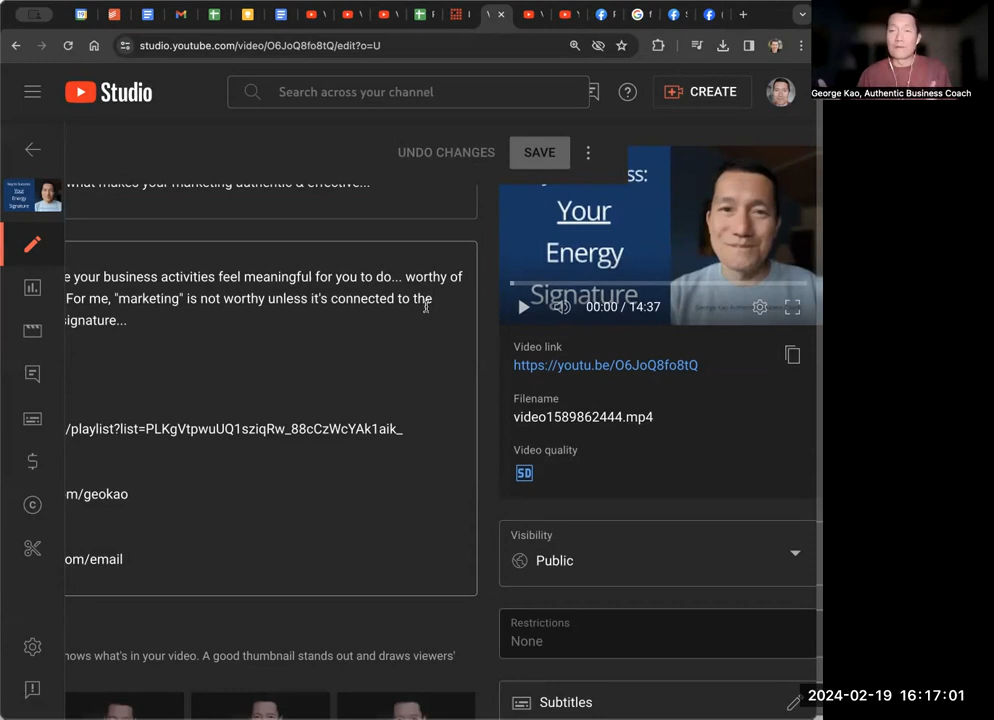 studio.youtube.com/video/O6JoQ8fo8tQ/edit?o=U
George Kao, Authentic Business Coach
Studio
Search across your channel
CREATE
UNDO CHANGES
SAVE
what makes your marketing authentic & effective...
e your business activities feel meaningful for you to do... worthy of
For me, "marketing" is not worthy unless it's connected to the
signature...
/playlist?list=PLKgVtpwuUQ1sziqRw_88cCzWcYAk1aik_
m/geokao
om/email
hows what's in your video. A good thumbnail stands out and draws viewers'
ss:
Your
Energy
Signature
00:00 / 14:37
Video link
https://youtu.be/O6JoQ8fo8tQ
Filename
video1589862444.mp4
Video quality
SD
Visibility
Public
Restrictions
None
Subtitles
2024-02-19 16:17:01